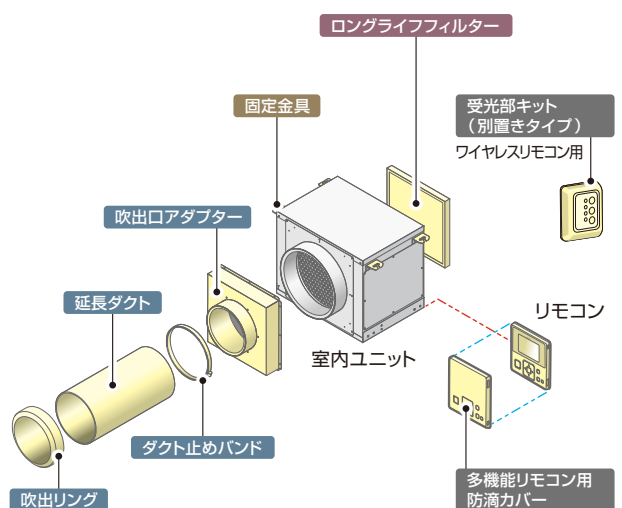 ロングライフフィルター
固定金具
受光部キット
（別置きタイプ）
ワイヤレスリモコン用
吹出口アダプター
延長ダクト
リモコン
室内ユニット
ダクト止めバンド
吹出リング
多機能リモコン用
防滴カバー